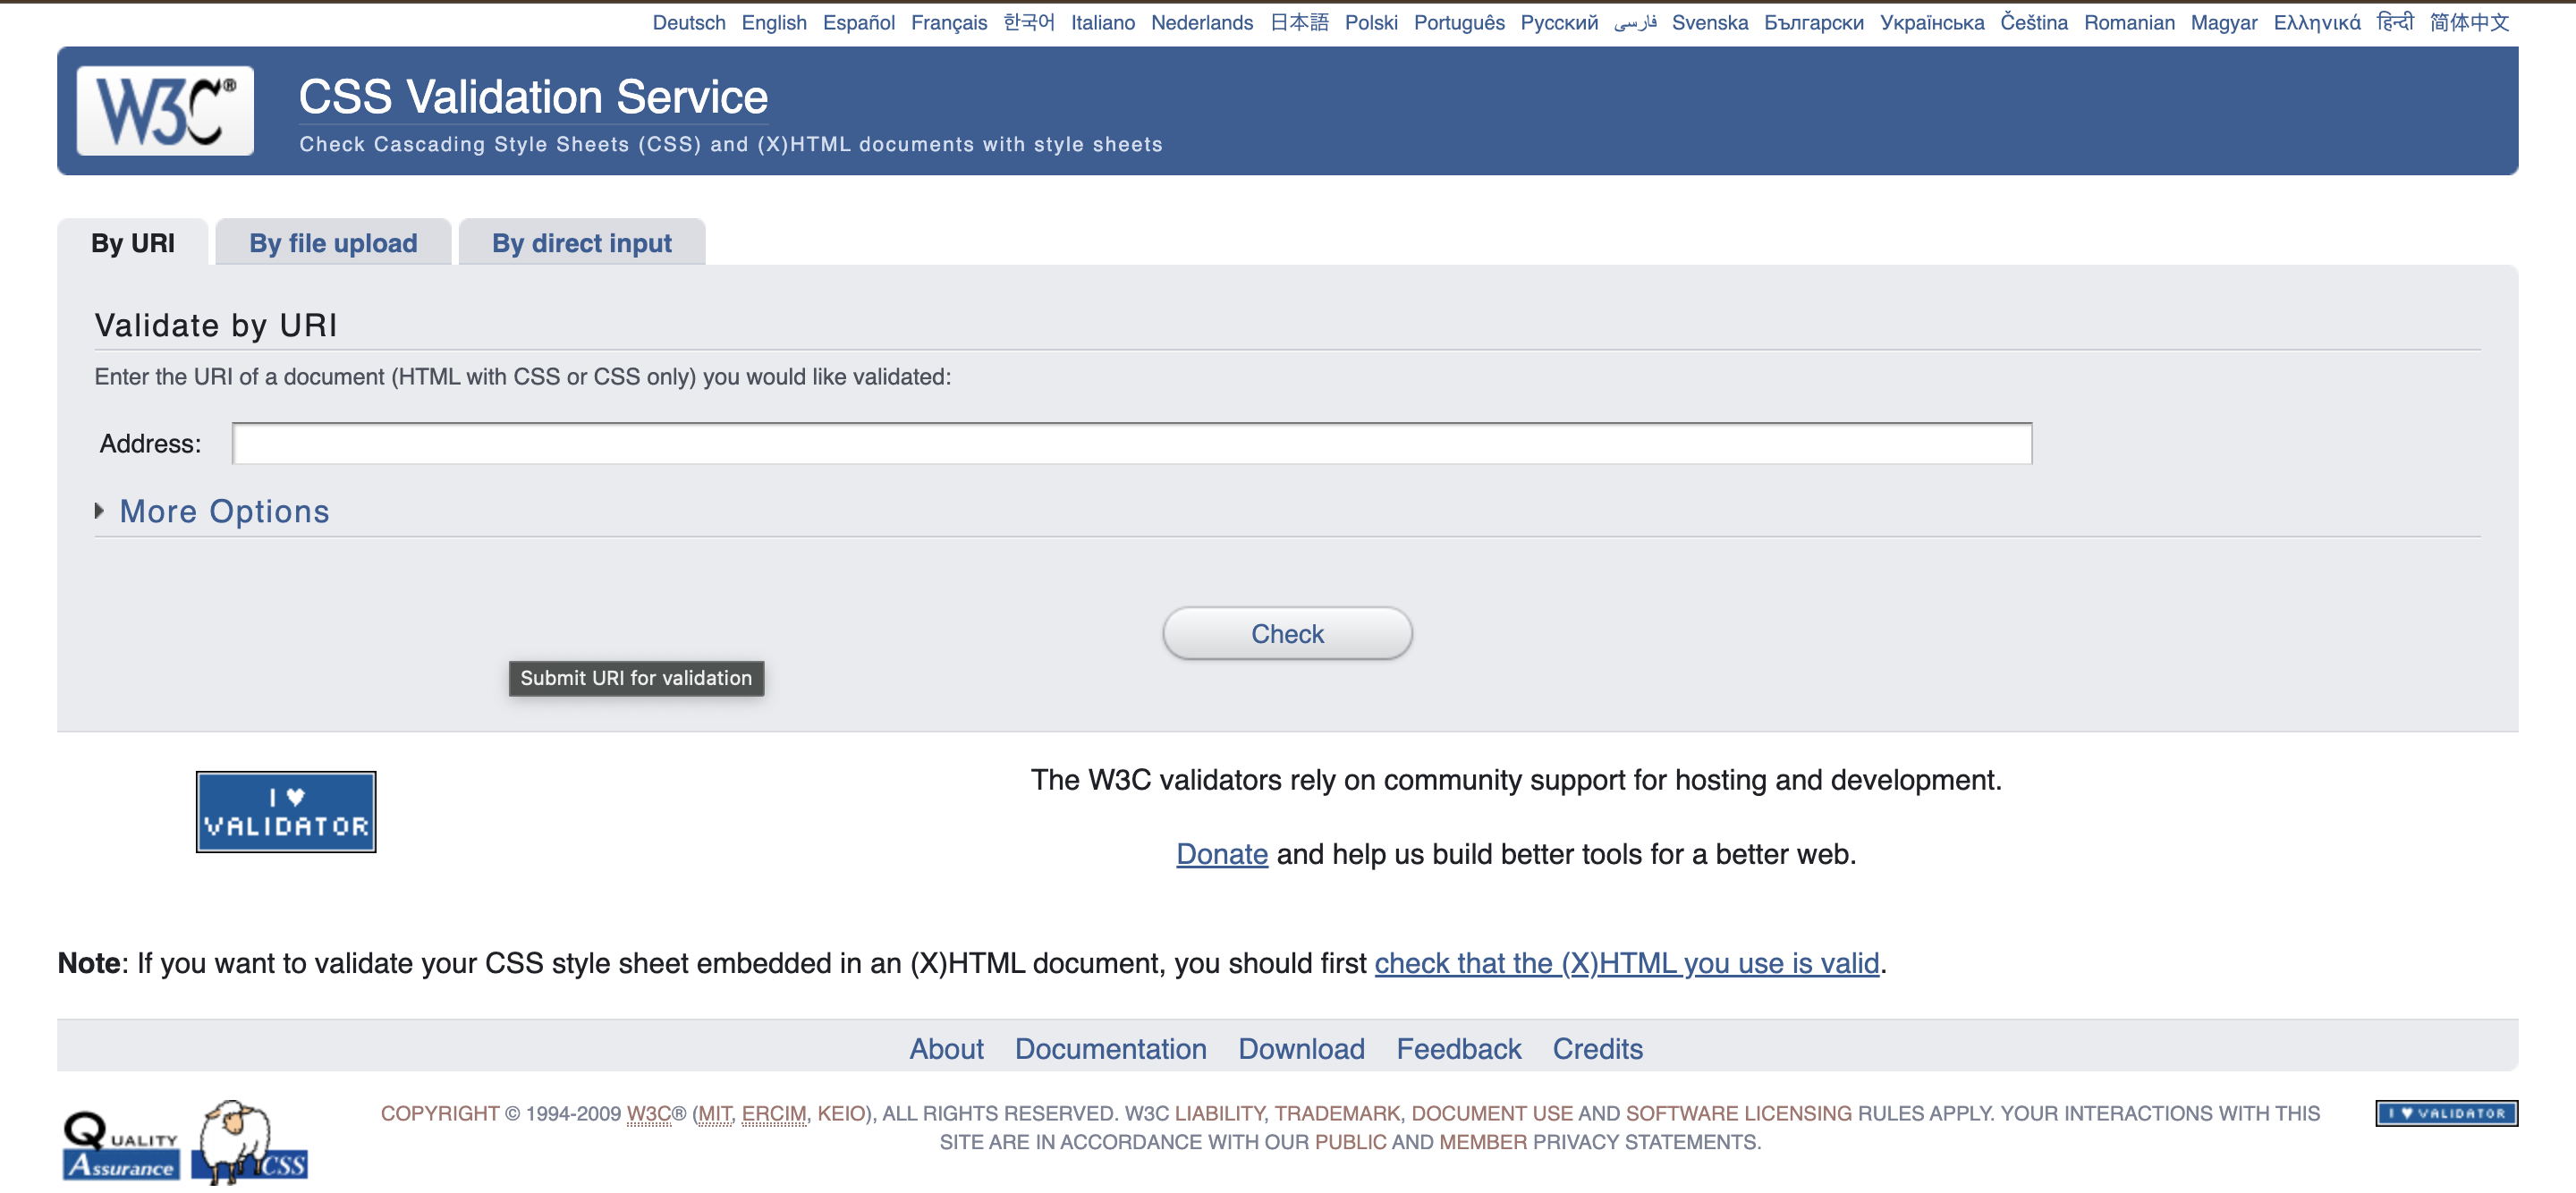 Deutsch English Español Français 한국어 Italiano Nederlands 日本語 Polski Português Русский فارسی Svenska Български Українська Čeština Romanian Magyar Ελληνικά हिन्दी 简体中文
W3C®
CSS Validation Service
Check Cascading Style Sheets (CSS) and (X)HTML documents with style sheets
By URI By file upload By direct input
Validate by URI
Enter the URI of a document (HTML with CSS or CSS only) you would like validated:
Address:
More Options
Check
Submit URI for validation
I ♥
VALIDATOR
The W3C validators rely on community support for hosting and development.
Donate and help us build better tools for a better web.
Note: If you want to validate your CSS style sheet embedded in an (X)HTML document, you should first check that the (X)HTML you use is valid.
About Documentation Download Feedback Credits
QUALITY
Assurance
CSS
COPYRIGHT © 1994-2009 W3C® (MIT, ERCIM, KEIO), ALL RIGHTS RESERVED. W3C LIABILITY, TRADEMARK, DOCUMENT USE AND SOFTWARE LICENSING RULES APPLY. YOUR INTERACTIONS WITH THIS
SITE ARE IN ACCORDANCE WITH OUR PUBLIC AND MEMBER PRIVACY STATEMENTS.
I ♥ VALIDATOR